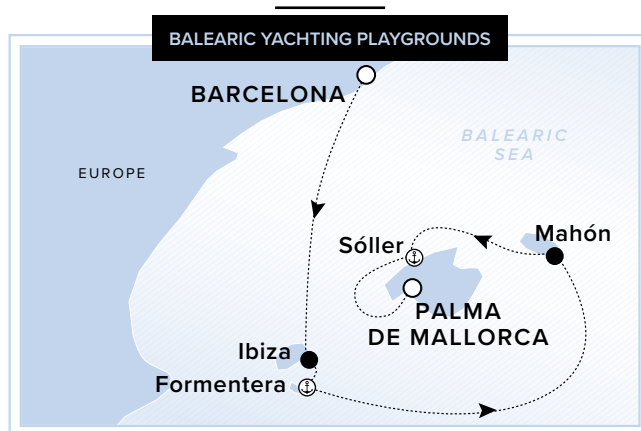 BALEARIC YACHTING PLAYGROUNDS
BARCELONA
BALEARIC
SEA
EUROPE
Mahón
Sóller
PALMA
DE MALLORCA
Ibiza
Formentera